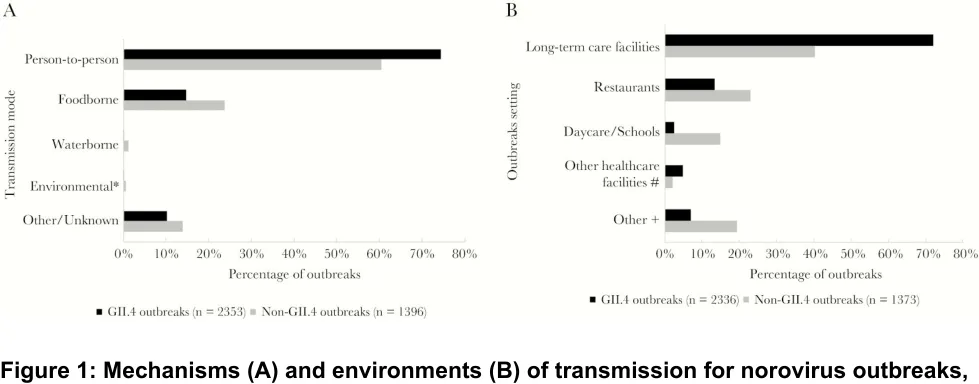 A
B
Transmission mode
Person-to-person
Foodborne
Waterborne
Environmental*
Other/Unknown
0% 10% 20% 30% 40% 50% 60% 70% 80%
Percentage of outbreaks
GII.4 outbreaks (n = 2353) Non-GII.4 outbreaks (n = 1396)
Outbreaks setting
Long-term care facilities
Restaurants
Daycare/Schools
Other healthcare
facilities #
Other +
0% 10% 20% 30% 40% 50% 60% 70% 80%
Percentage of outbreaks
GII.4 outbreaks (n = 2336) Non-GII.4 outbreaks (n = 1373)
Figure 1: Mechanisms (A) and environments (B) of transmission for norovirus outbreaks,